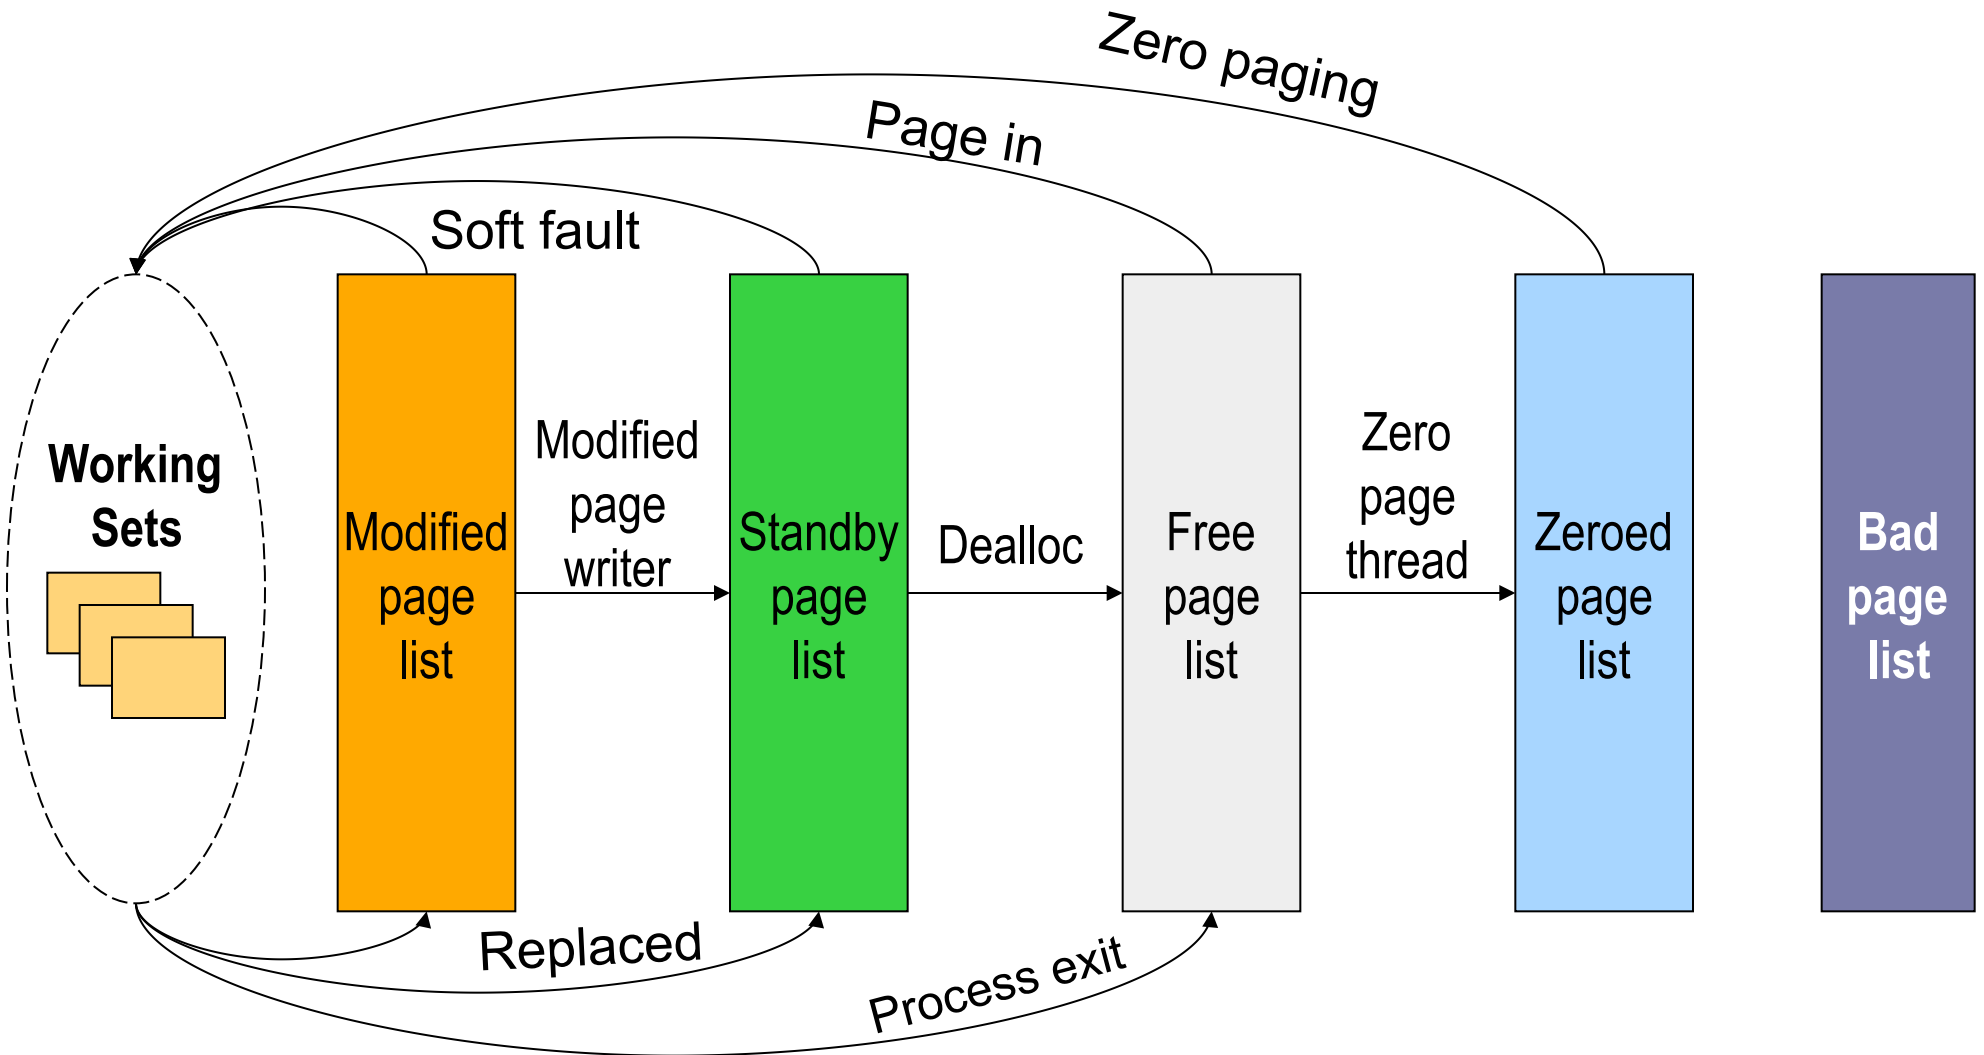 Zero paging
Page in
Soft fault
Working
Sets
Modified
page
list
Modified
page
writer
Standby
page
list
Dealloc
Free
page
list
Zero
page
thread
Zeroed
page
list
Bad
page
list
Replaced
Process exit